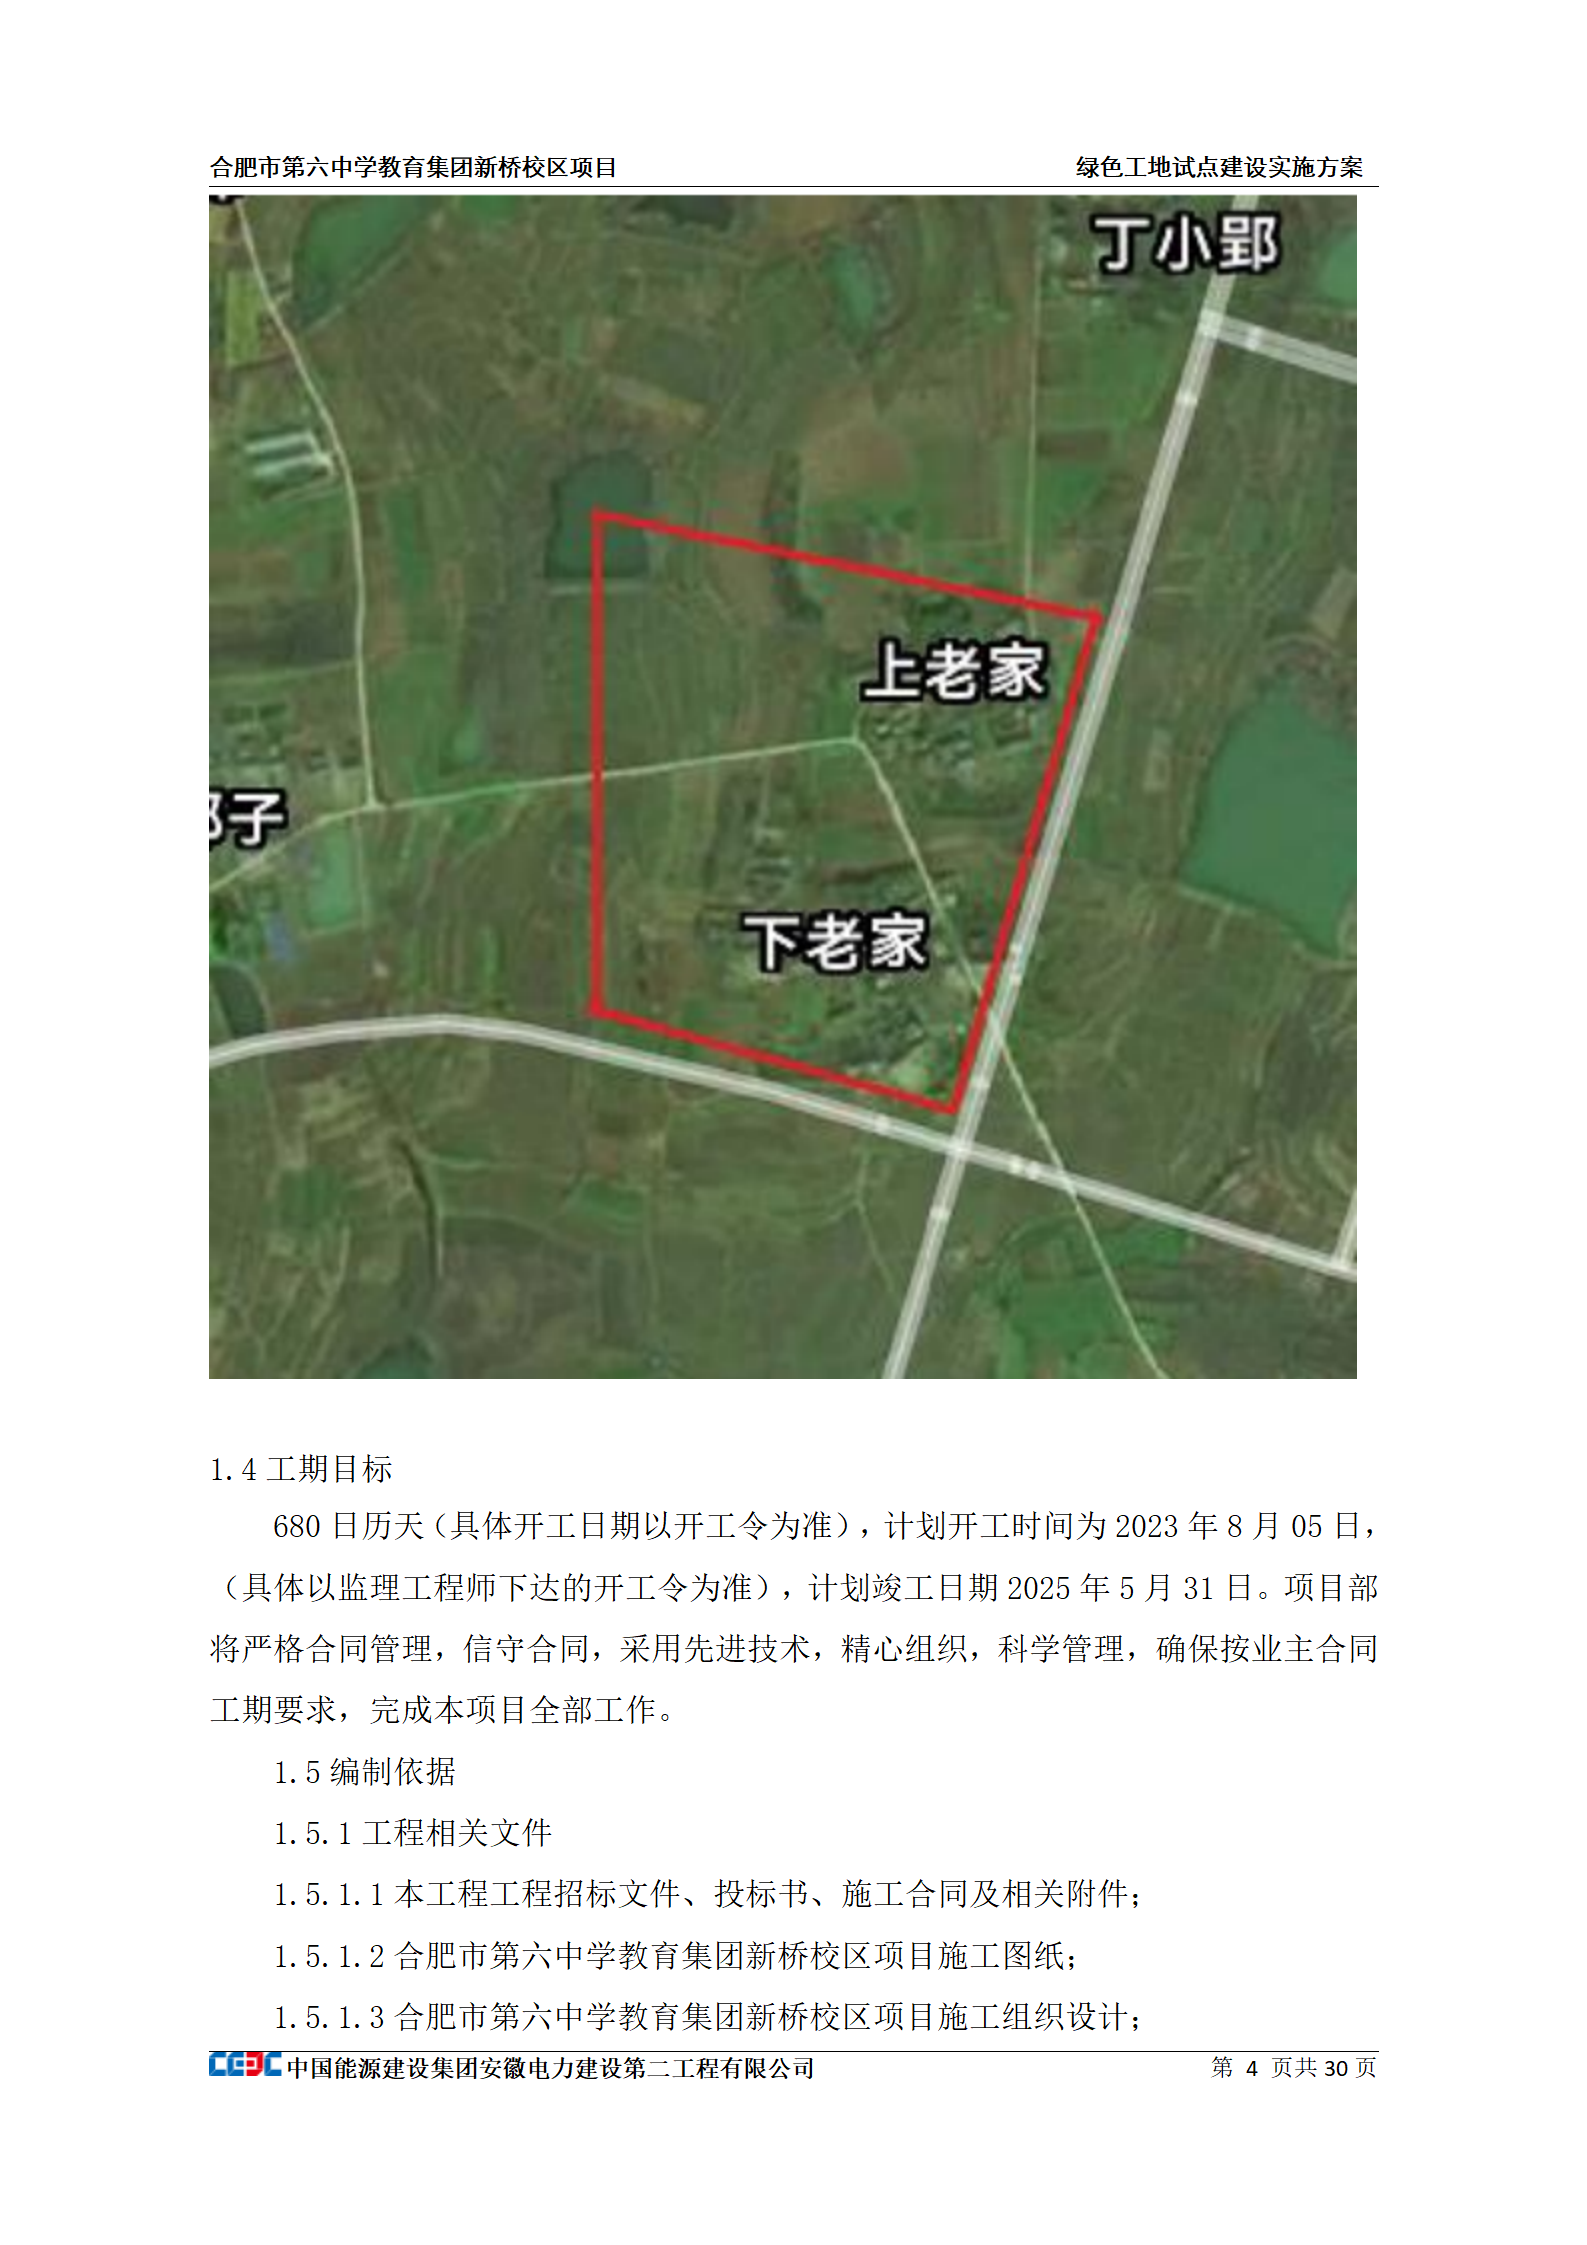 合肥市第六中学教育集团新桥校区项目 绿色工地试点建设实施方案
丁小郢
上老家
子
下老家
1.4 工期目标
680 日历天（具体开工日期以开工令为准），计划开工时间为 2023 年 8 月 05 日，
（具体以监理工程师下达的开工令为准），计划竣工日期 2025 年 5 月 31 日。项目部
将严格合同管理，信守合同，采用先进技术，精心组织，科学管理，确保按业主合同
工期要求，完成本项目全部工作。
1.5 编制依据
1.5.1 工程相关文件
1.5.1.1 本工程工程招标文件、投标书、施工合同及相关附件；
1.5.1.2 合肥市第六中学教育集团新桥校区项目施工图纸；
1.5.1.3 合肥市第六中学教育集团新桥校区项目施工组织设计；
中国能源建设集团安徽电力建设第二工程有限公司 第 4 页共 30 页